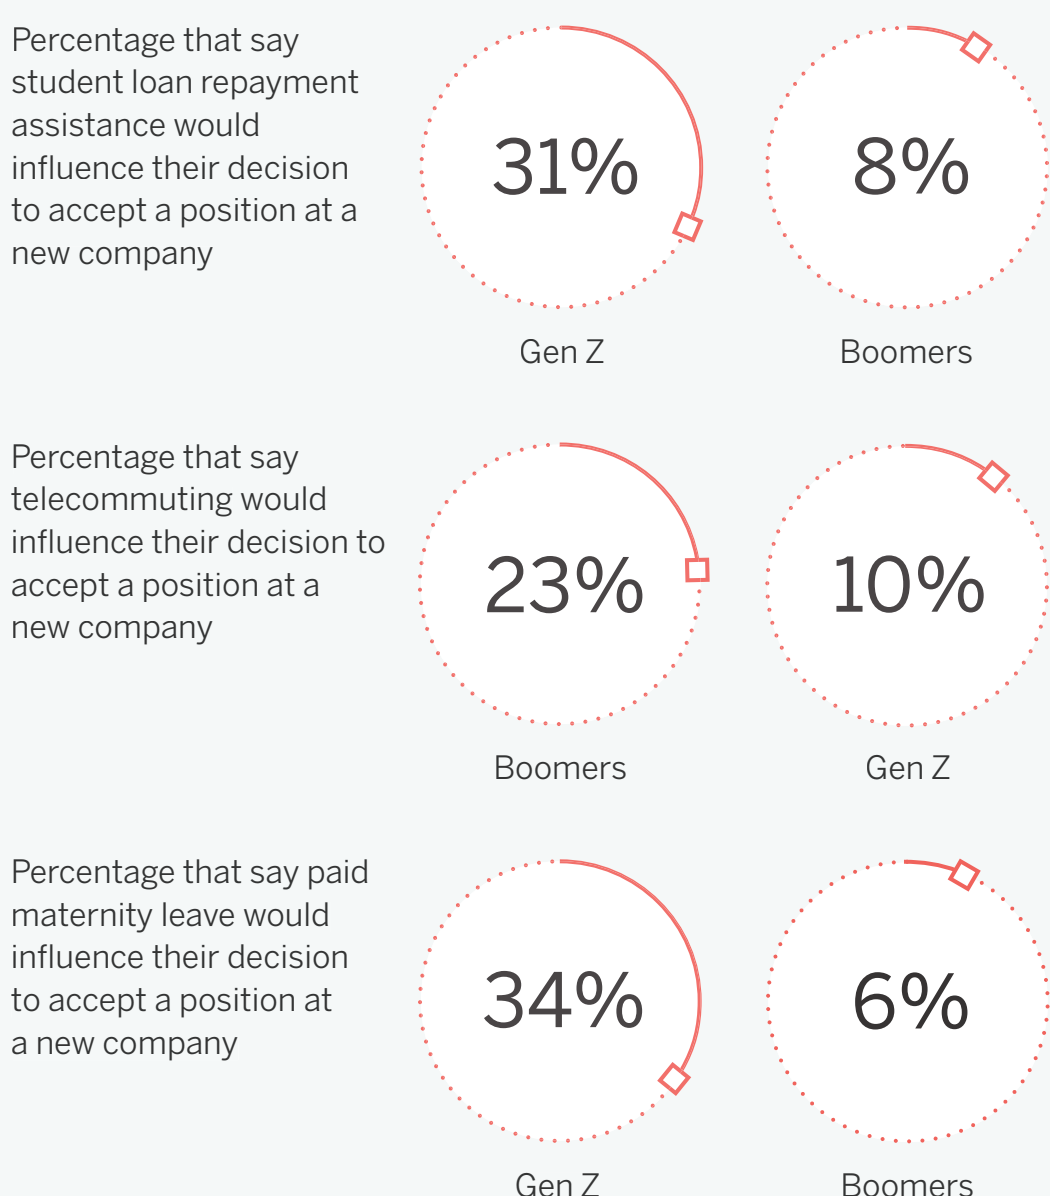 Percentage that say
student loan repayment
assistance would
influence their decision
to accept a position at a
new company
31%
8%
Gen Z
Boomers
Percentage that say
telecommuting would
influence their decision to
accept a position at a
new company
23%
10%
Boomers
Gen Z
Percentage that say paid
maternity leave would
influence their decision
to accept a position at
a new company
34%
6%
Gen Z
Boomers